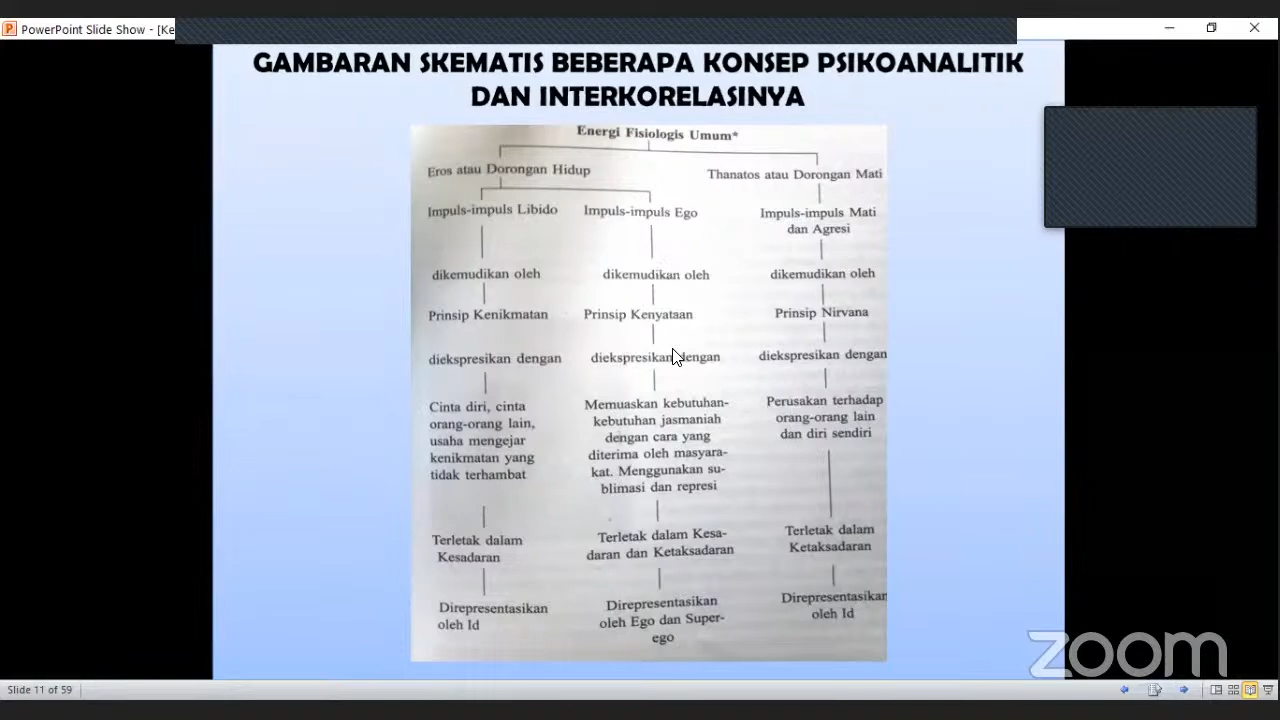 PowerPoint Slide Show - [Ke
GAMBARAN SKEMATIS BEBERAPA KONSEP PSIKOANALITIK
DAN INTERKORELASINYA
Energi Fisiologis Umum*
Eros atau Dorongan Hidup
Thanatos atau Dorongan Mati
Impuls-impuls Libido
Impuls-impuls Ego
Impuls-impuls Mati
dan Agresi
dikemudikan oleh
dikemudikan oleh
dikemudikan oleh
Prinsip Kenikmatan
Prinsip Kenyataan
Prinsip Nirvana
diekspresikan dengan
diekspresikan dengan
diekspresikan dengan
Cinta diri, cinta
orang-orang lain,
usaha mengejar
kenikmatan yang
tidak terhambat
Memuaskan kebutuhan-
kebutuhan jasmaniah
dengan cara yang
diterima oleh masyara-
kat. Menggunakan su-
blimasi dan represi
Perusakan terhadap
orang-orang lain
dan diri sendiri
Terletak dalam
Kesadaran
Terletak dalam Kesa-
daran dan Ketaksadaran
Terletak dalam
Ketaksadaran
Direpresentasikan
oleh Id
Direpresentasikan
oleh Ego dan Super-
ego
Direpresentasikan
oleh Id
zoom
Slide 11 of 59